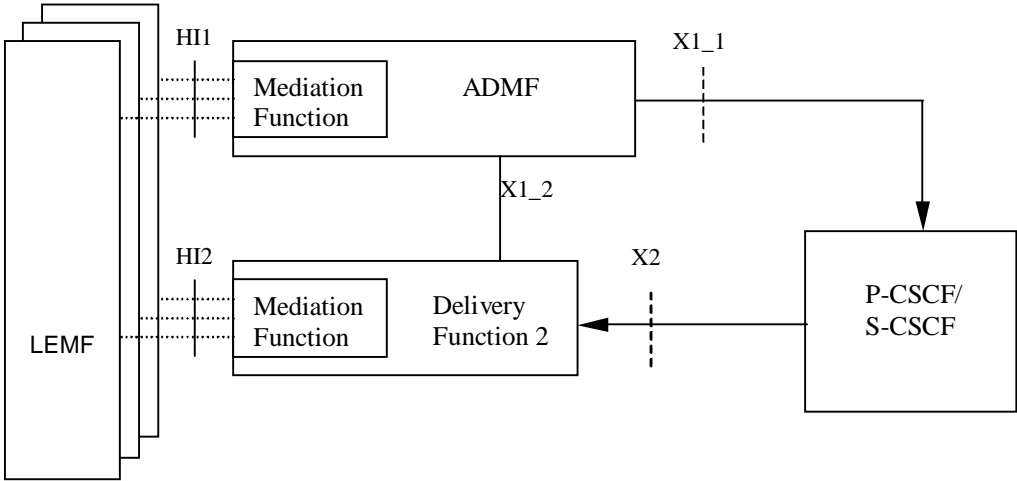 HI1
X1_1
Mediation
Function
ADMF
X1_2
HI2
X2
Mediation
Function
Delivery
Function 2
P-CSCF/
S-CSCF
LEMF